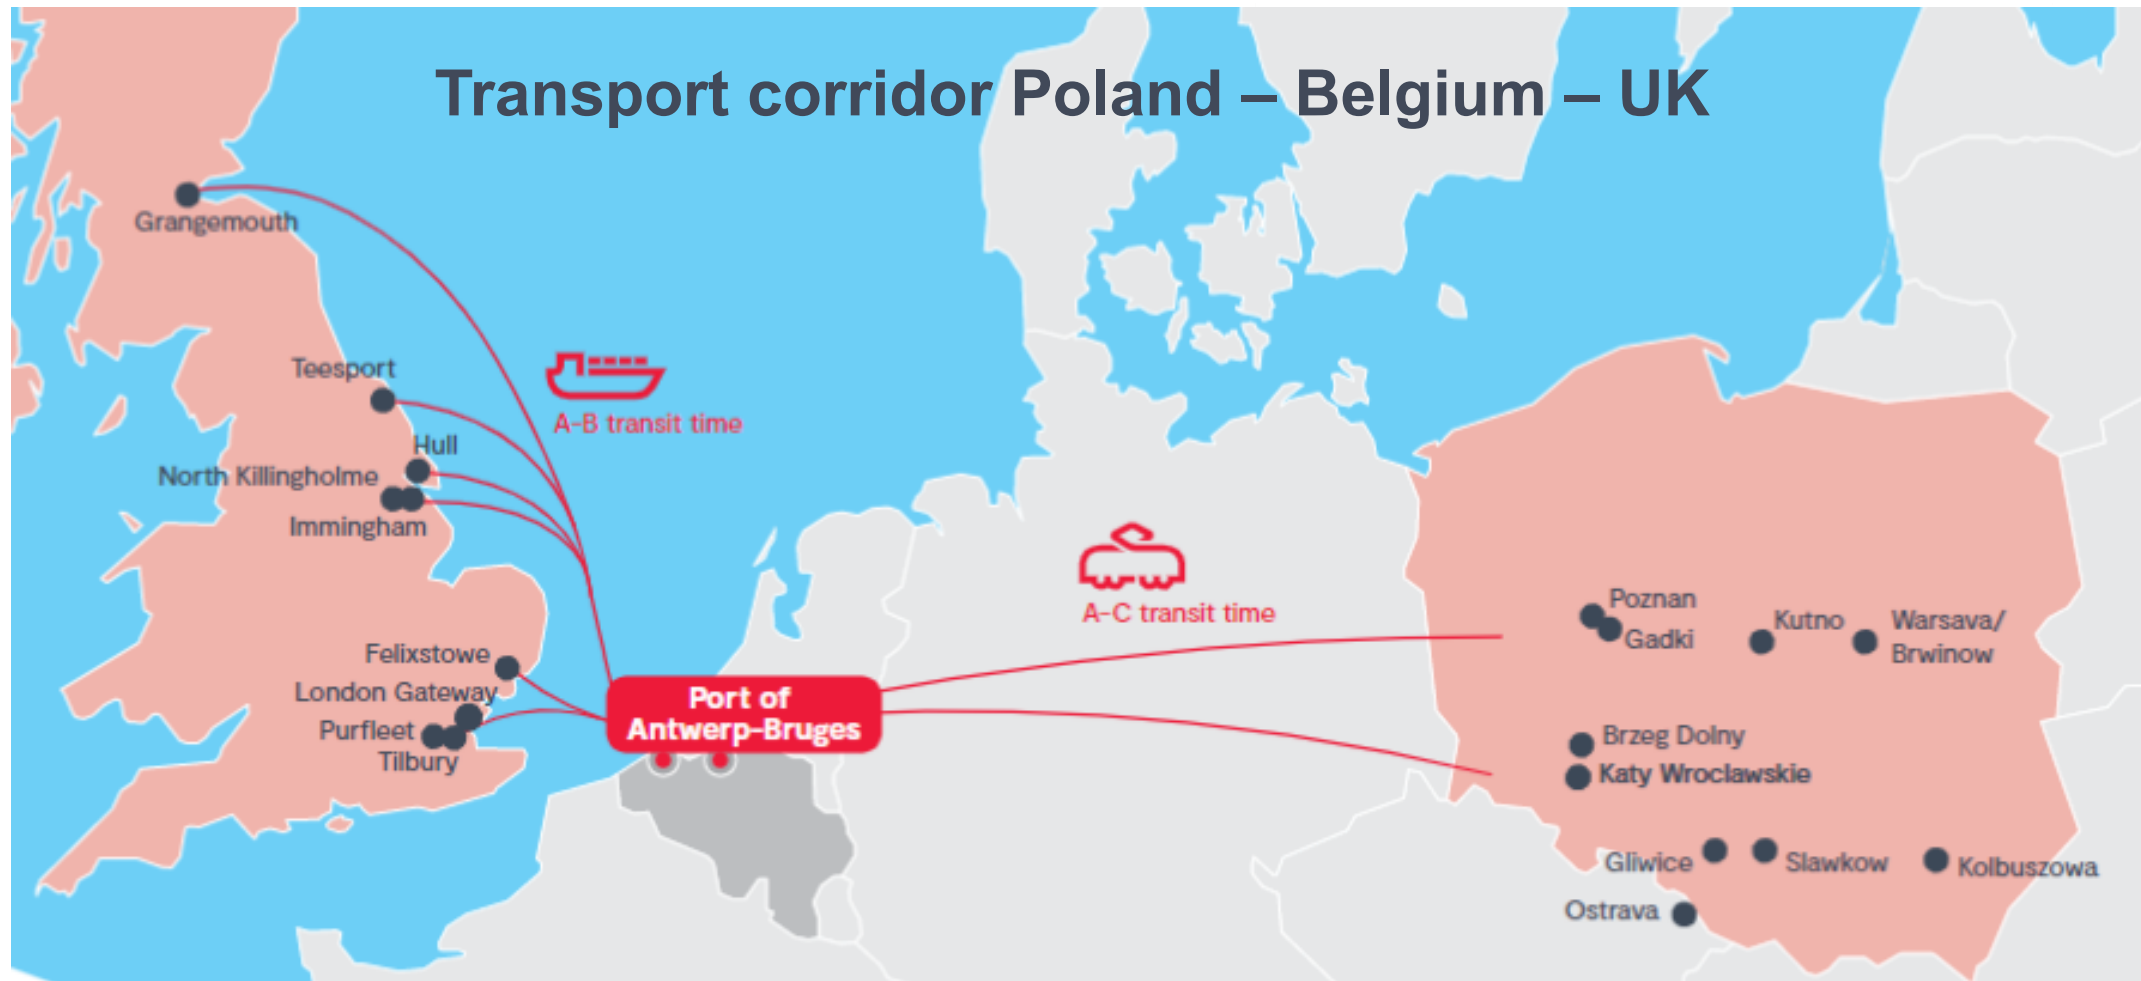 Transport corridor Poland – Belgium – UK
Grangemouth
Teesport
A-B transit time
Hull
North Killingholme
Immingham
A-C transit time
Poznan
Gadki
Kutno
Warsava/
Brwinow
Felixstowe
London Gateway
Purfleet
Tilbury
Port of
Antwerp-Bruges
Brzeg Dolny
Katy Wroclawskie
Gliwice
Slawkow
Kolbuszowa
Ostrava